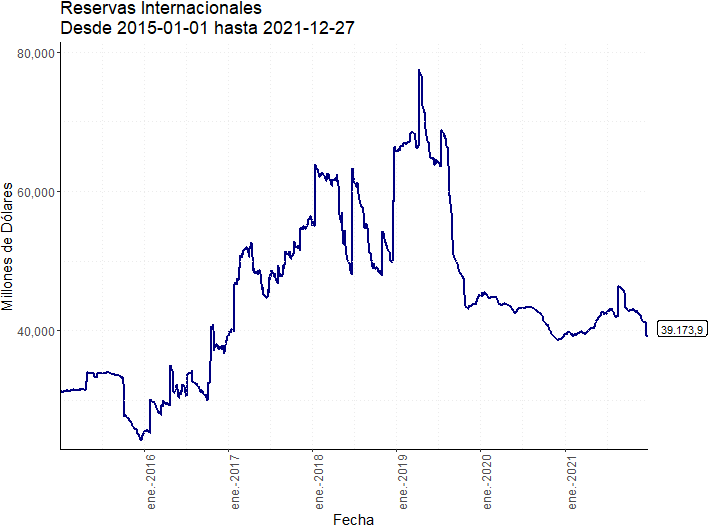 Reservas Internacionales
Desde 2015-01-01 hasta 2021-12-27
Millones de Dólares
80,000
60,000
40,000
39.173,9
ene.-2016
ene.-2017
ene.-2018
ene.-2019
ene.-2020
ene.-2021
Fecha